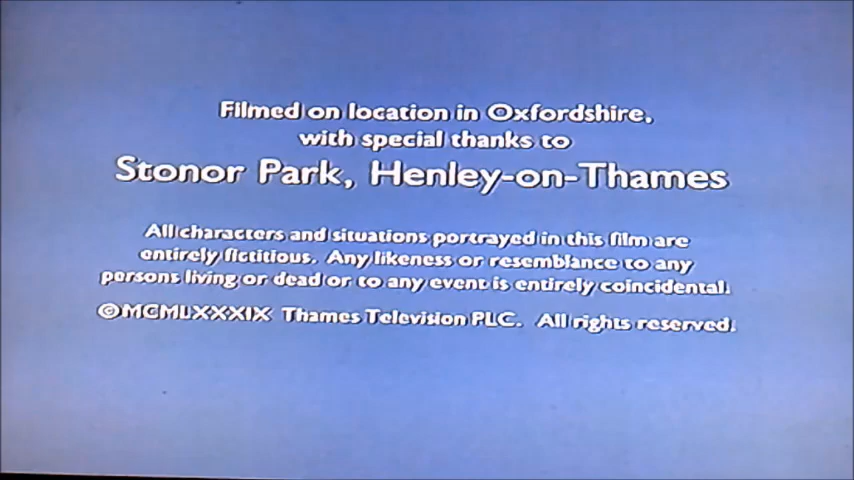 Filmed on location in Oxfordshire,
with special thanks to
Stonor Park, Henley-on-Thames
All characters and situations portrayed in this film are
entirely fictitious. Any likeness or resemblance to any
persons living or dead or to any event is entirely coincidental.
©MCMLXXXIX Thames Television PLC. All rights reserved.